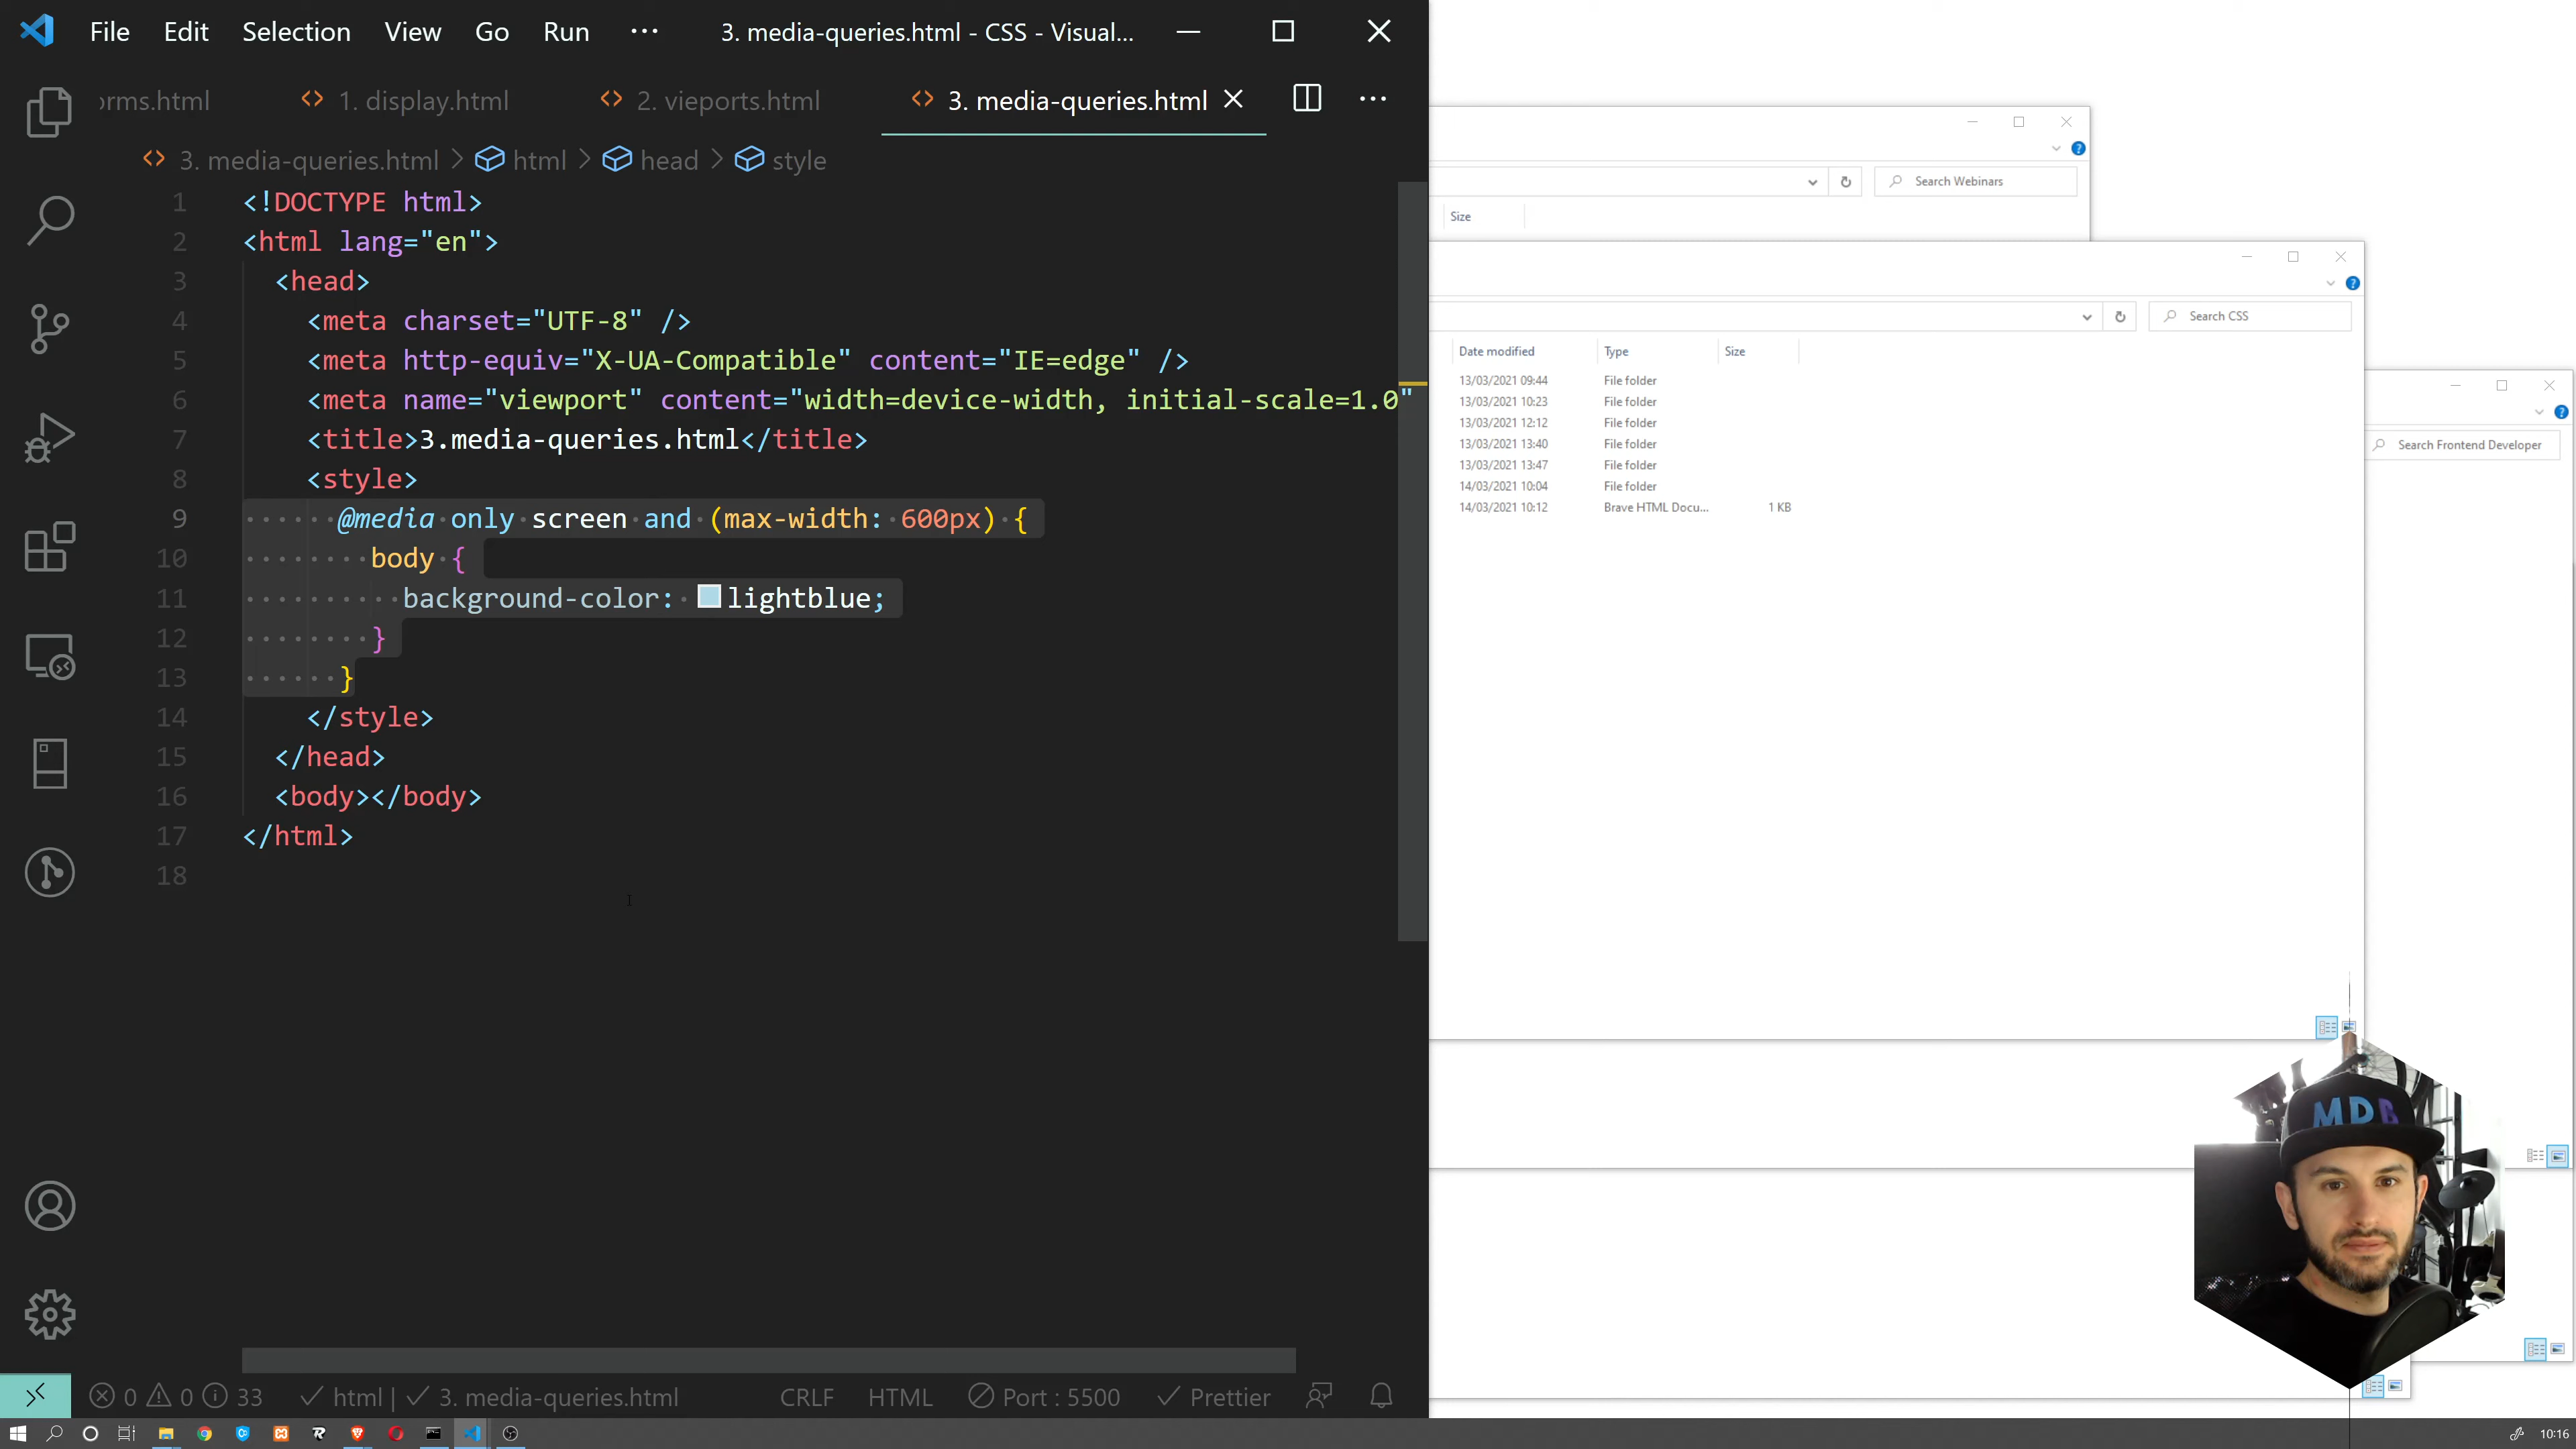 File Edit Selection View Go Run ··· 3. media-queries.html - CSS - Visual...
orms.html 1. display.html 2. vieports.html 3. media-queries.html
3. media-queries.html > html > head > style
1 <!DOCTYPE html>
2 <html lang="en">
3 <head>
4 <meta charset="UTF-8" />
5 <meta http-equiv="X-UA-Compatible" content="IE=edge" />
6 <meta name="viewport" content="width=device-width, initial-scale=1.0"
7 <title>3.media-queries.html</title>
8 <style>
9 @media only screen and (max-width: 600px) {
10 body {
11 background-color: lightblue;
12 }
13 }
14 </style>
15 </head>
16 <body></body>
17 </html>
18
0 0 33 html | 3. media-queries.html CRLF HTML Port : 5500 Prettier
Search Webinars
Size
Search CSS
Date modified Type Size
13/03/2021 09:44 File folder
13/03/2021 10:23 File folder
13/03/2021 12:12 File folder
13/03/2021 13:40 File folder
13/03/2021 13:47 File folder
14/03/2021 10:04 File folder
14/03/2021 10:12 Brave HTML Docu... 1 KB
Search Frontend Developer
MDB
10:16